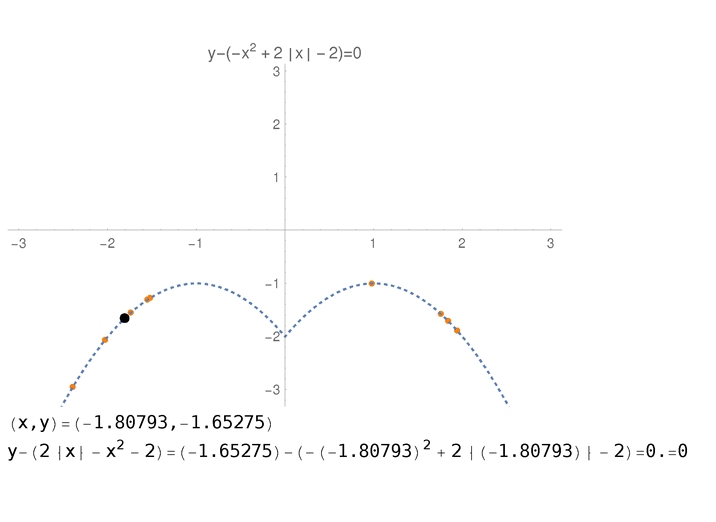 y−(−x² + 2 |x| − 2)=0
3
2
1
−3 −2 −1 1 2 3
−1
−2
−3
(x,y)=(−1.80793,−1.65275)
y−(2 |x| − x² − 2)=(−1.65275)−(−(−1.80793)² + 2 |(−1.80793)| − 2)=0.=0